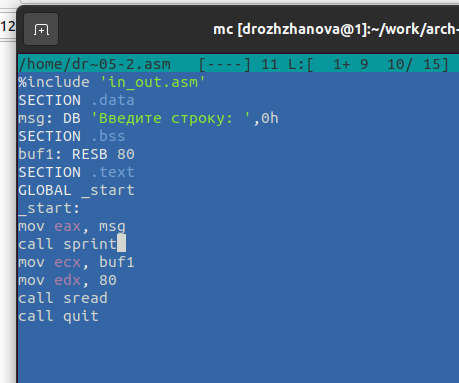 12
mc [drozhzhanova@1]:~/work/arch-
/home/dr~05-2.asm [----] 11 L:[ 1+ 9 10/ 15]
%include 'in_out.asm'
SECTION .data
msg: DB 'Введите строку: ',0h
SECTION .bss
buf1: RESB 80
SECTION .text
GLOBAL _start
_start:
mov eax, msg
call sprint
mov ecx, buf1
mov edx, 80
call sread
call quit